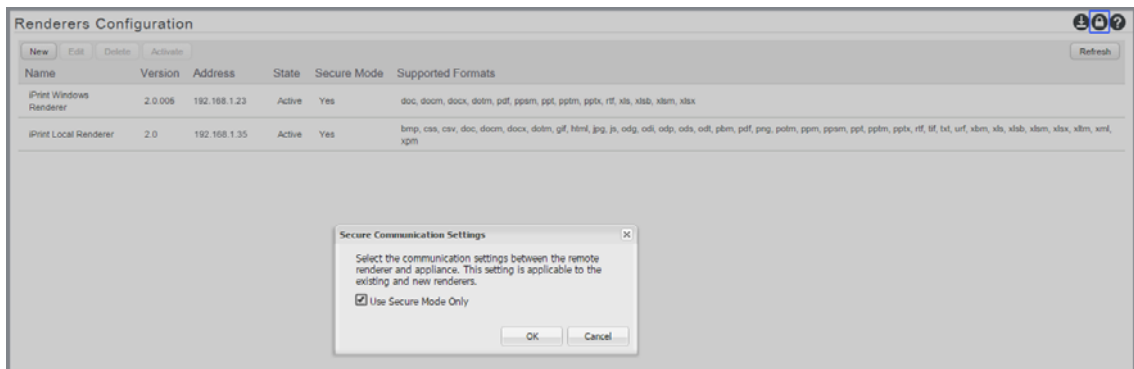 Renderers Configuration
New Edit Delete Activate Refresh
Name Version Address State Secure Mode Supported Formats
iPrint Windows
Renderer 2.0.005 192.168.1.23 Active Yes doc, docm, docx, dotm, pdf, ppsm, ppt, pptm, pptx, rtf, xls, xlsb, xlsm, xlsx
iPrint Local Renderer 2.0 192.168.1.35 Active Yes bmp, css, csv, doc, docm, docx, dotm, gif, html, jpg, js, odg, odi, odp, ods, odt, pbm, pdf, png, potm, ppm, ppsm, ppt, pptm, pptx, rtf, tif, txt, urf, xbm, xls, xlsb, xlsm, xlsx, xltm, xml,
xpm
Secure Communication Settings
Select the communication settings between the remote
renderer and appliance. This setting is applicable to the
existing and new renderers.
Use Secure Mode Only
OK Cancel